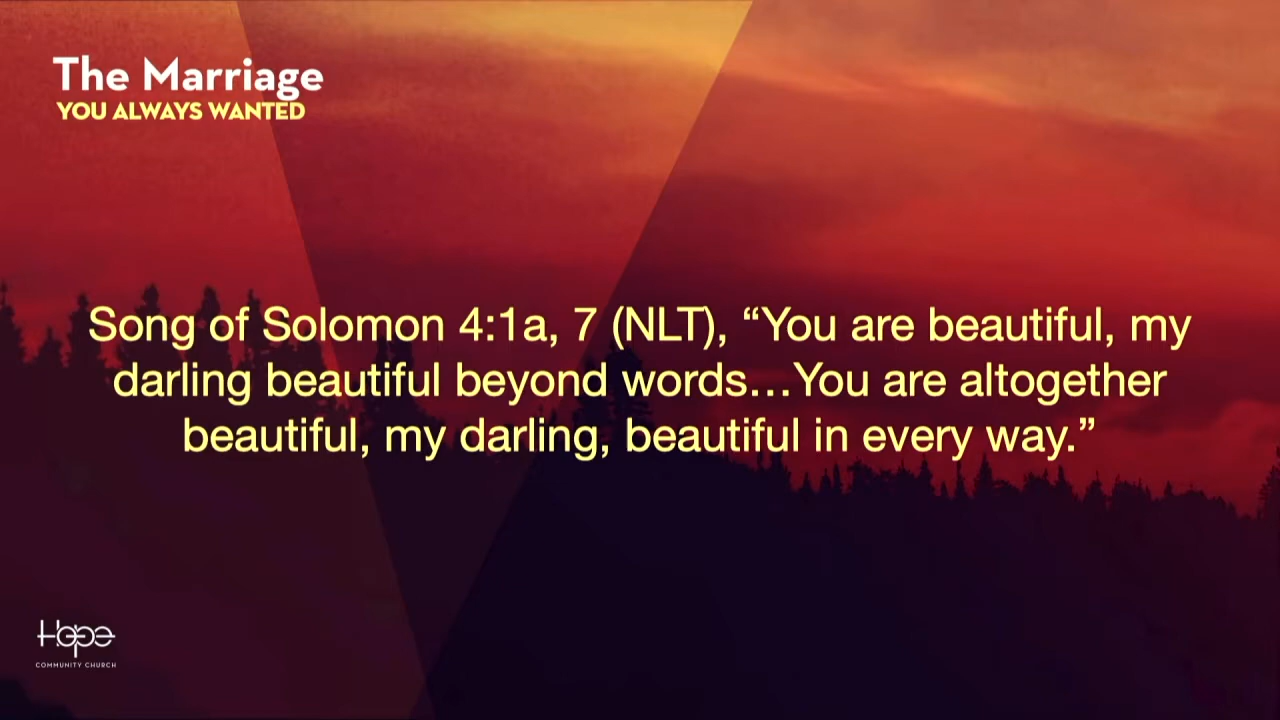 The Marriage
YOU ALWAYS WANTED
Song of Solomon 4:1a, 7 (NLT), “You are beautiful, my
darling beautiful beyond words…You are altogether
beautiful, my darling, beautiful in every way.”
Hope
COMMUNITY CHURCH